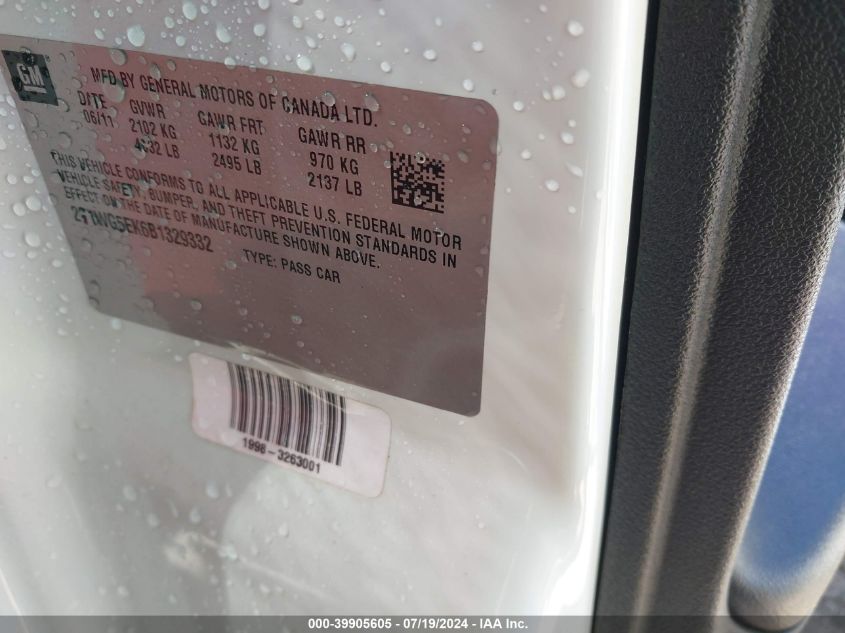 GM
MFD BY GENERAL MOTORS OF CANADA LTD.
DATE GVWR GAWR FRT GAWR RR
06/11 2102 KG 1132 KG 970 KG
4632 LB 2495 LB 2137 LB
THIS VEHICLE CONFORMS TO ALL APPLICABLE U.S. FEDERAL MOTOR
VEHICLE SAFETY, BUMPER, AND THEFT PREVENTION STANDARDS IN
EFFECT ON THE DATE OF MANUFACTURE SHOWN ABOVE.
TYPE: PASS CAR
1998-3263001
000-39905605 - 07/19/2024 - IAA Inc.